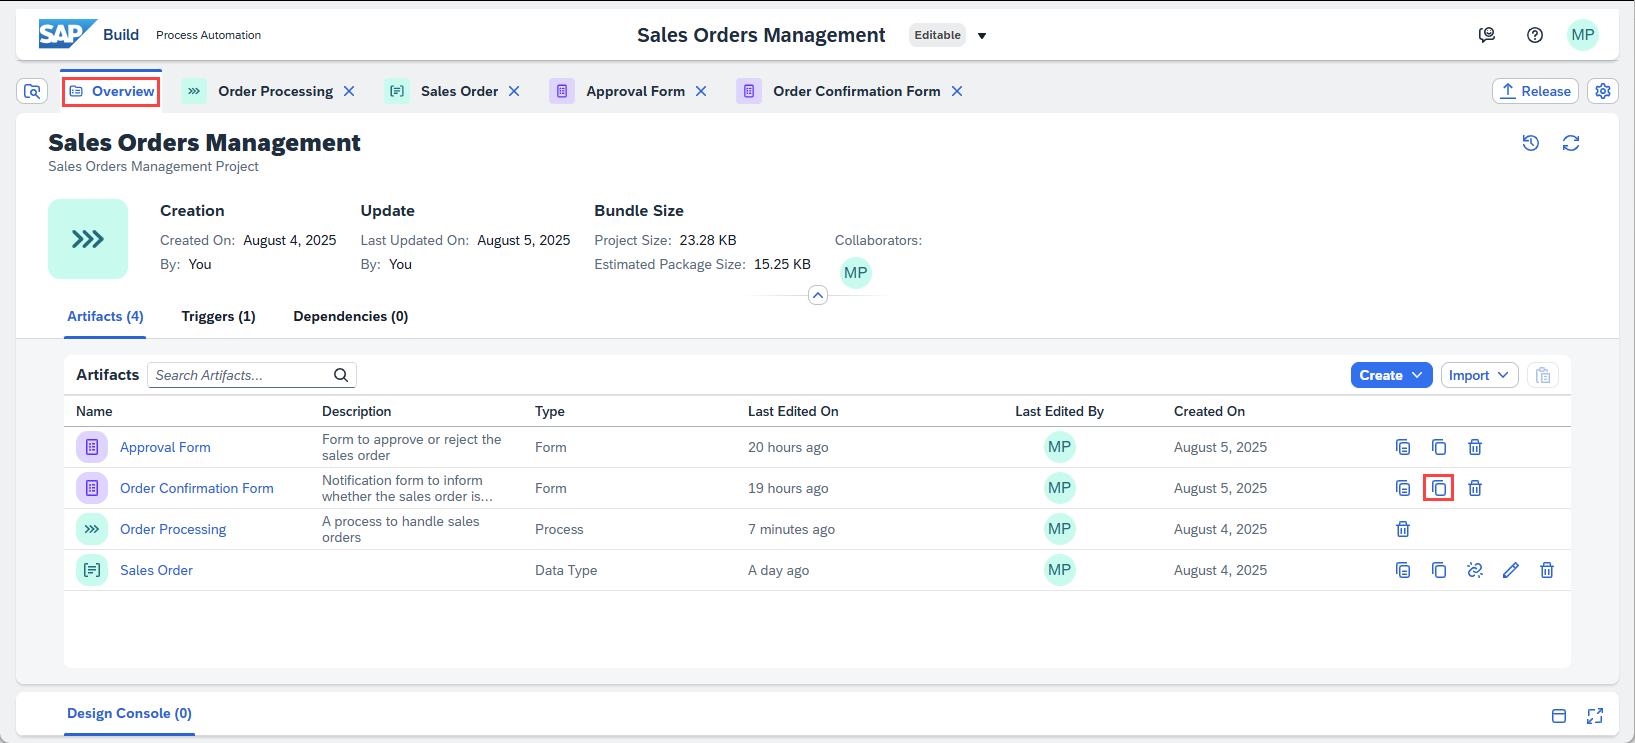 SAP Build Process Automation Sales Orders Management Editable MP
Overview Order Processing Sales Order Approval Form Order Confirmation Form Release
Sales Orders Management
Sales Orders Management Project
Creation Update Bundle Size
Created On: August 4, 2025 Last Updated On: August 5, 2025 Project Size: 23.28 KB Collaborators:
By: You By: You Estimated Package Size: 15.25 KB MP
Artifacts (4) Triggers (1) Dependencies (0)
Artifacts Search Artifacts... Create Import
Name Description Type Last Edited On Last Edited By Created On
Approval Form Form to approve or reject the Form 20 hours ago MP August 5, 2025
sales order
Order Confirmation Form Notification form to inform Form 19 hours ago MP August 5, 2025
whether the sales order is...
Order Processing A process to handle sales Process 7 minutes ago MP August 4, 2025
orders
Sales Order Data Type A day ago MP August 4, 2025
Design Console (0)